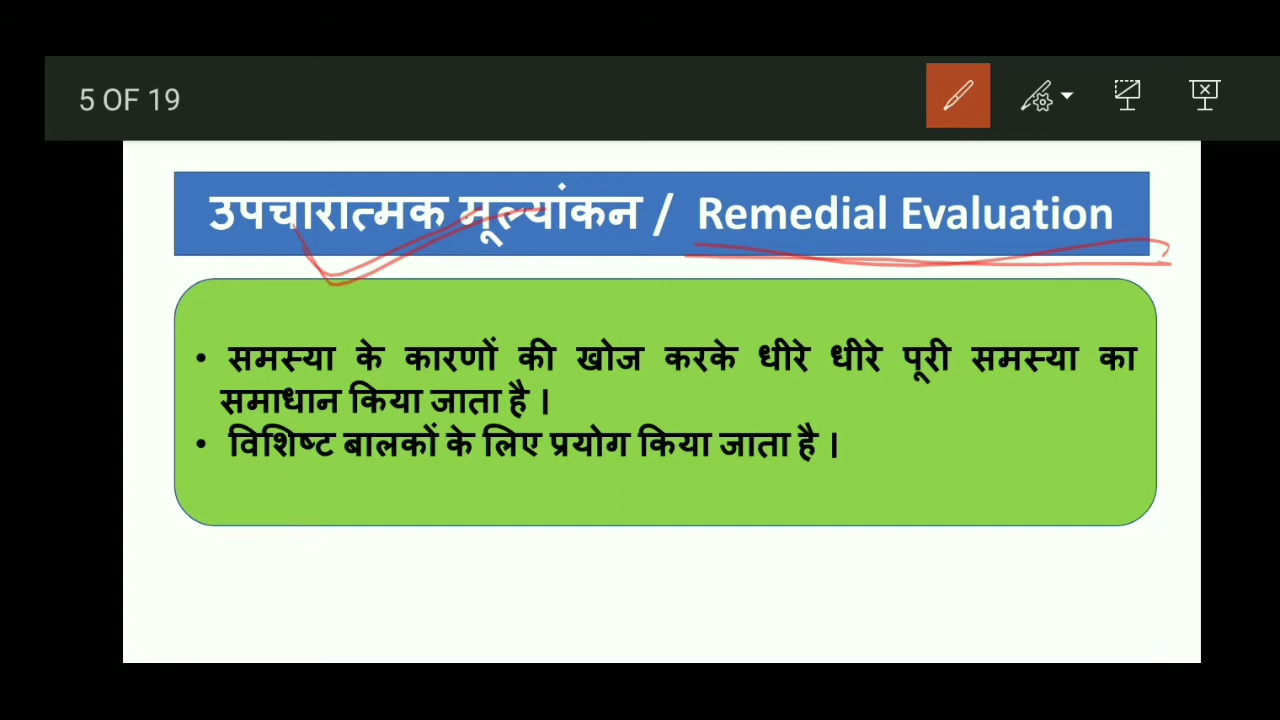 5 OF 19
उपचारात्मक मूल्यांकन / Remedial Evaluation
• समस्या के कारणों की खोज करके धीरे धीरे पूरी समस्या का
समाधान किया जाता है ।
• विशिष्ट बालकों के लिए प्रयोग किया जाता है ।